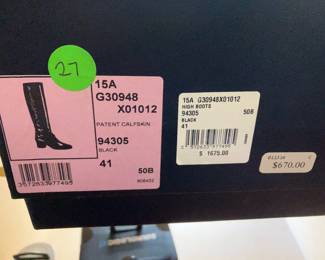 27
15A
G30948
X01012
PATENT CALFSKIN
94305
BLACK
41
50B
3572633977495
15A G30948X01012
HIGH BOOTS
94305
BLACK
41
50B
$ 1675.00
$670.00